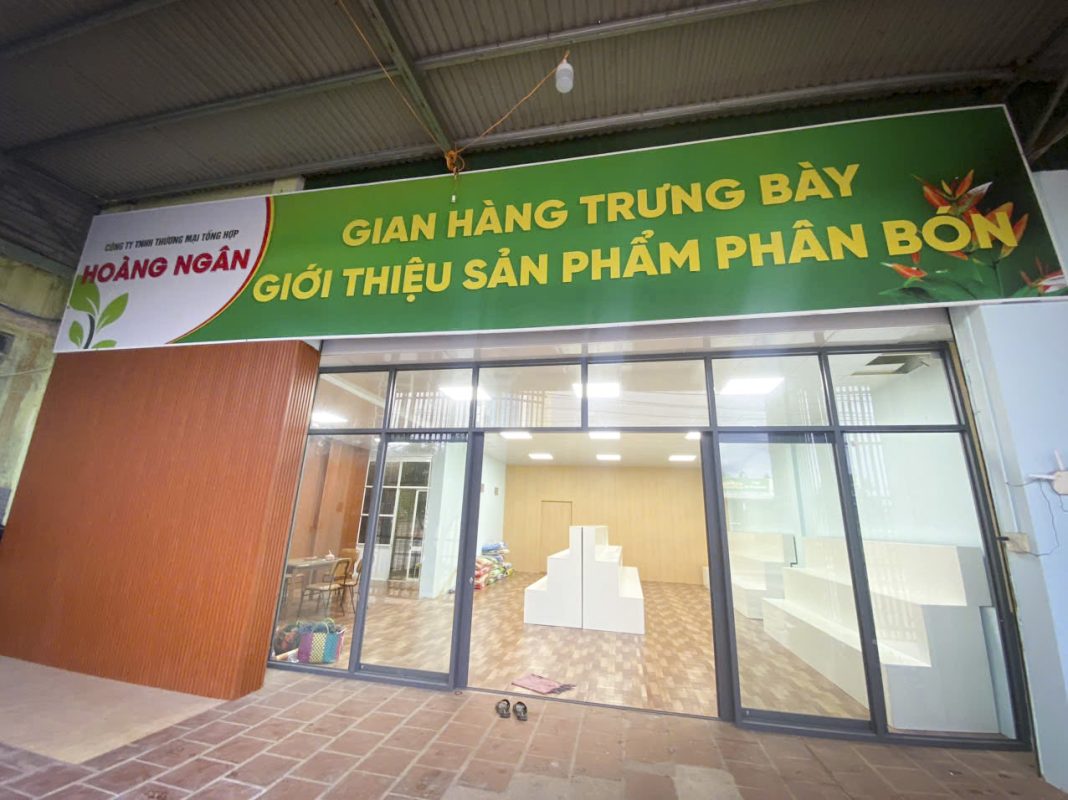 CÔNG TY TNHH THƯƠNG MẠI TỔNG HỢP
HOÀNG NGÂN
GIAN HÀNG TRƯNG BÀY
GIỚI THIỆU SẢN PHẨM PHÂN BÓN